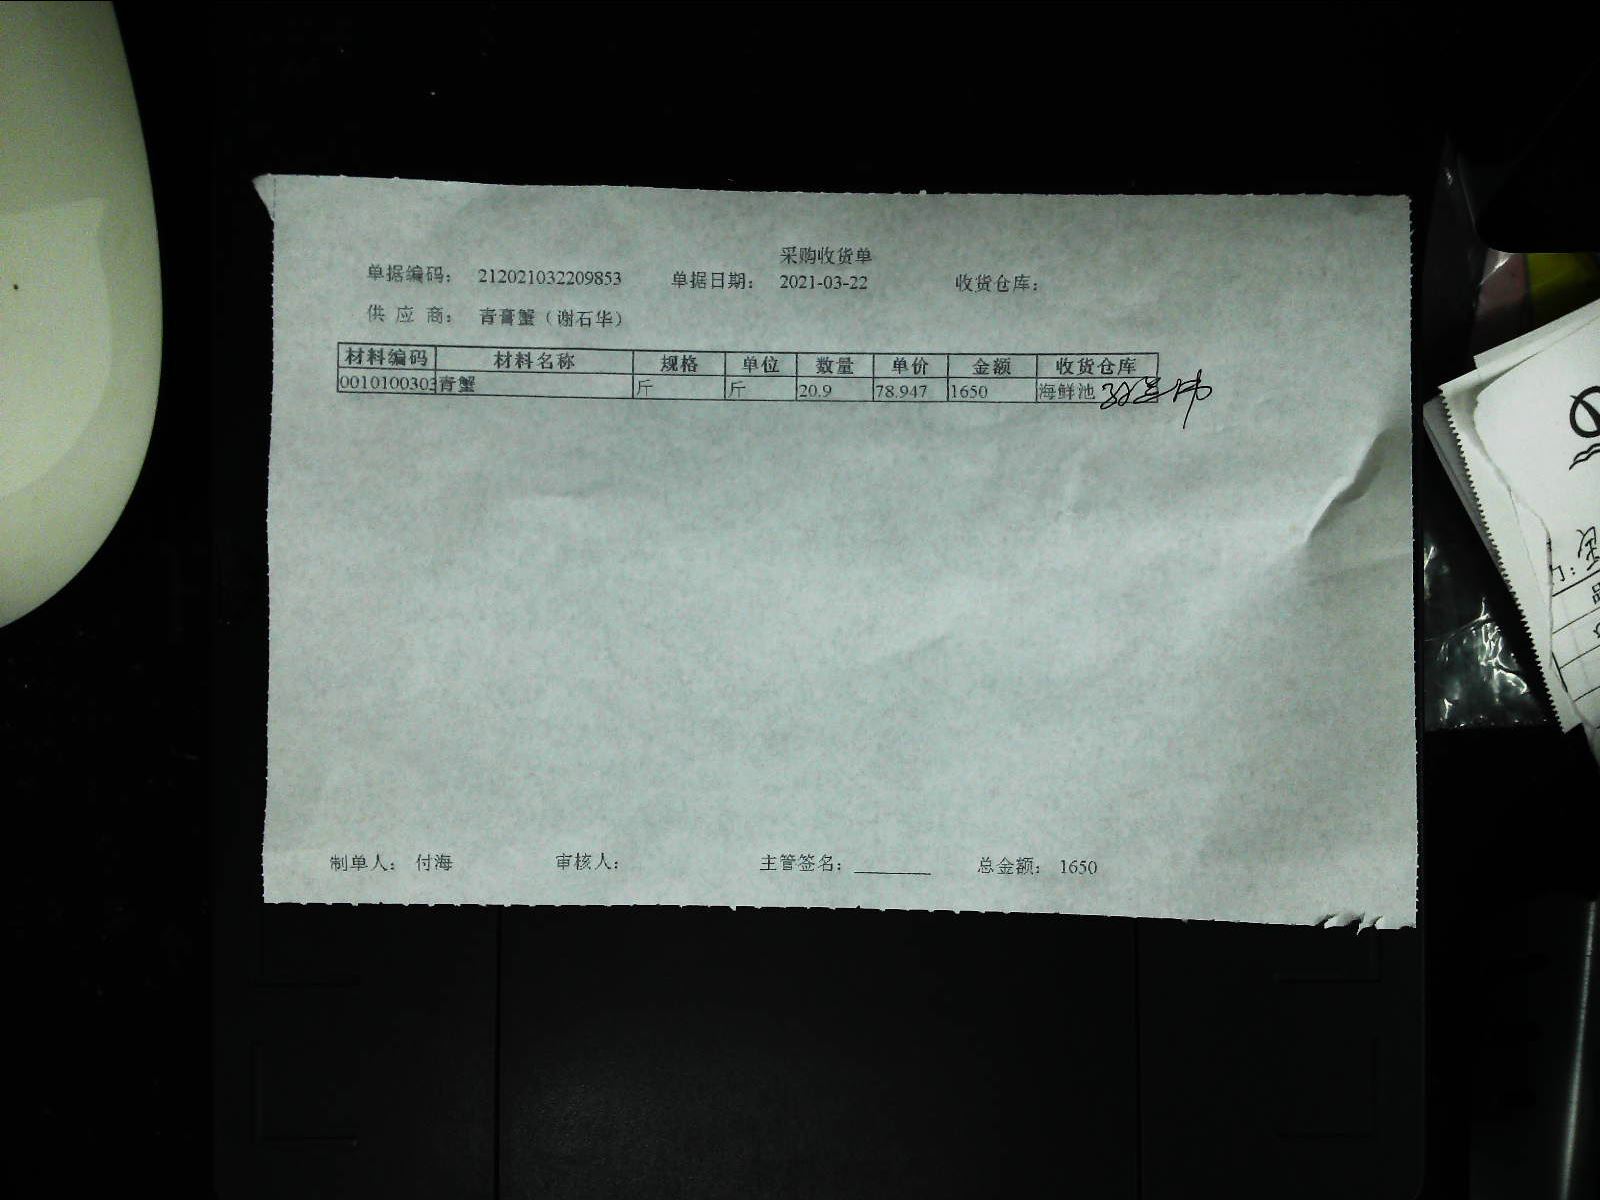 采购收货单
单据编码： 212021032209853 单据日期： 2021-03-22 收货仓库：
供 应 商： 青膏蟹（谢石华）
材料编码 材料名称 规格 单位 数量 单价 金额 收货仓库
0010100303 青蟹 斤 斤 20.9 78.947 1650 海鲜池
制单人： 付海 审核人： 主管签名： 总金额： 1650